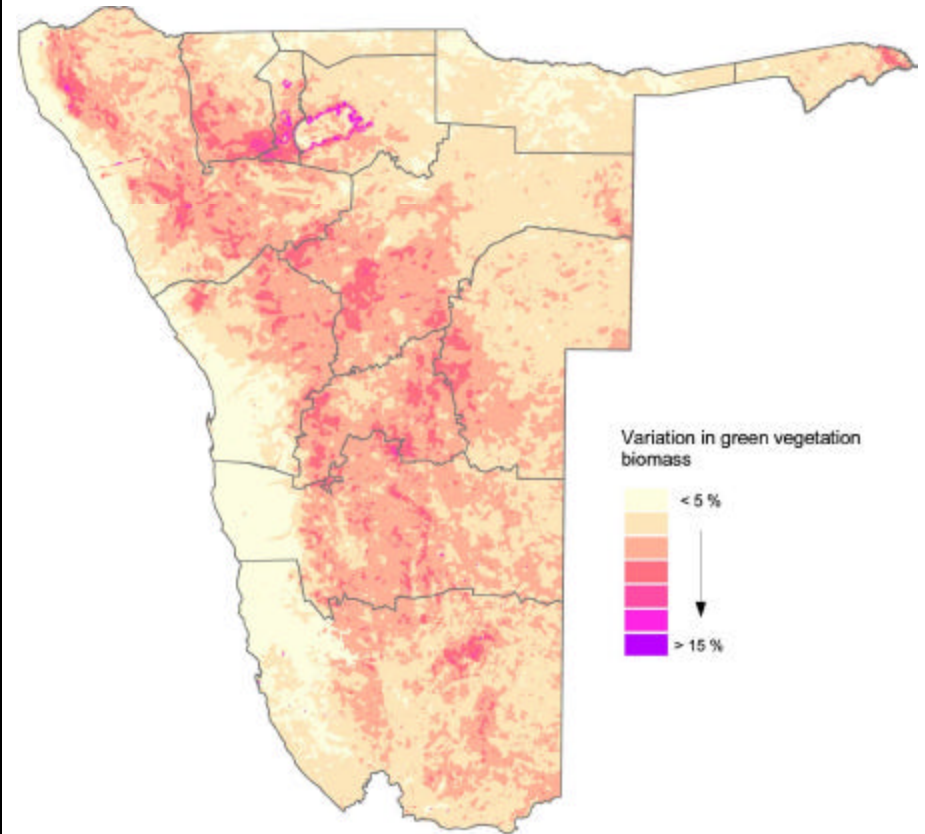 Variation in green vegetation
biomass
< 5 %
> 15 %